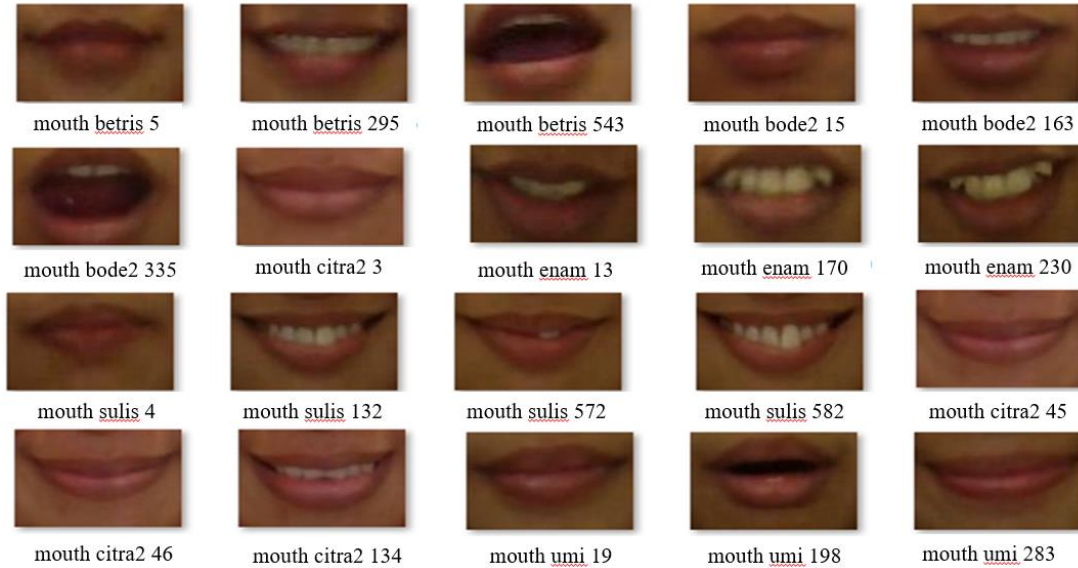 mouth betris 5
mouth betris 295
mouth betris 543
mouth bode2 15
mouth bode2 163
mouth bode2 335
mouth citra2 3
mouth enam 13
mouth enam 170
mouth enam 230
mouth sulis 4
mouth sulis 132
mouth sulis 572
mouth sulis 582
mouth citra2 45
mouth citra2 46
mouth citra2 134
mouth umi 19
mouth umi 198
mouth umi 283